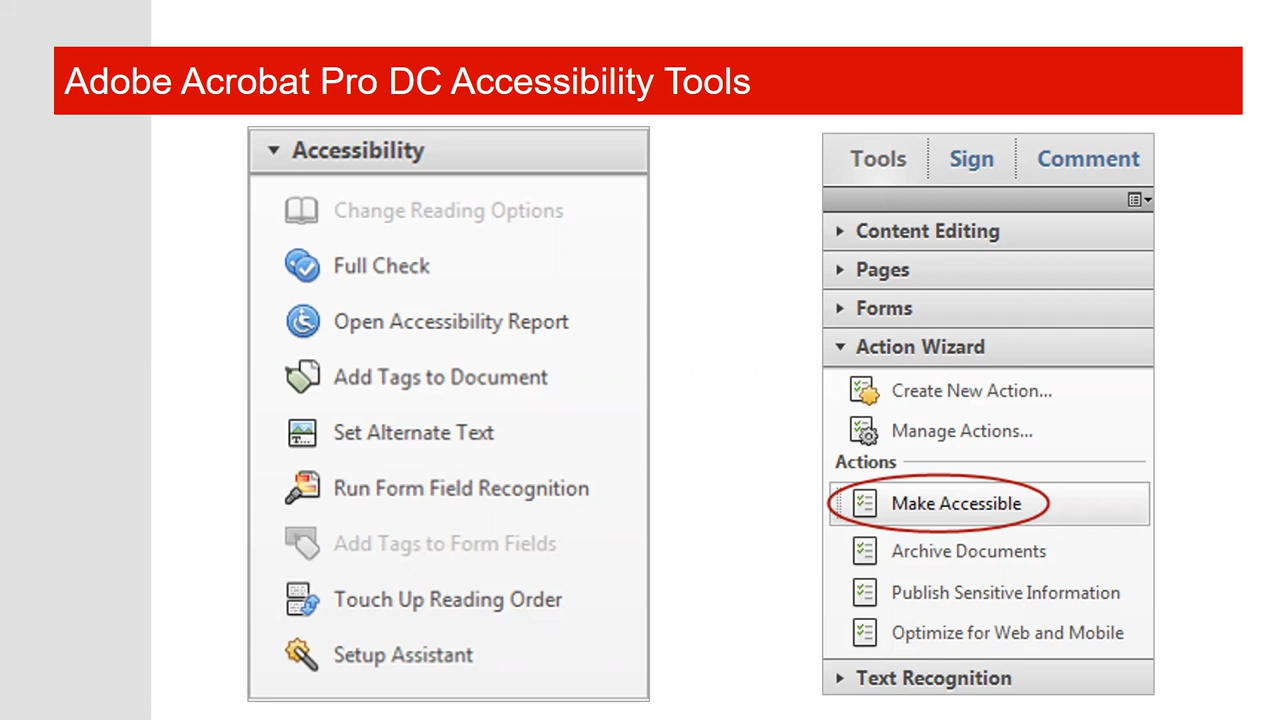 Adobe Acrobat Pro DC Accessibility Tools
Accessibility
Change Reading Options
Full Check
Open Accessibility Report
Add Tags to Document
Set Alternate Text
Run Form Field Recognition
Add Tags to Form Fields
Touch Up Reading Order
Setup Assistant
Tools Sign Comment
Content Editing
Pages
Forms
Action Wizard
Create New Action...
Manage Actions...
Actions
Make Accessible
Archive Documents
Publish Sensitive Information
Optimize for Web and Mobile
Text Recognition